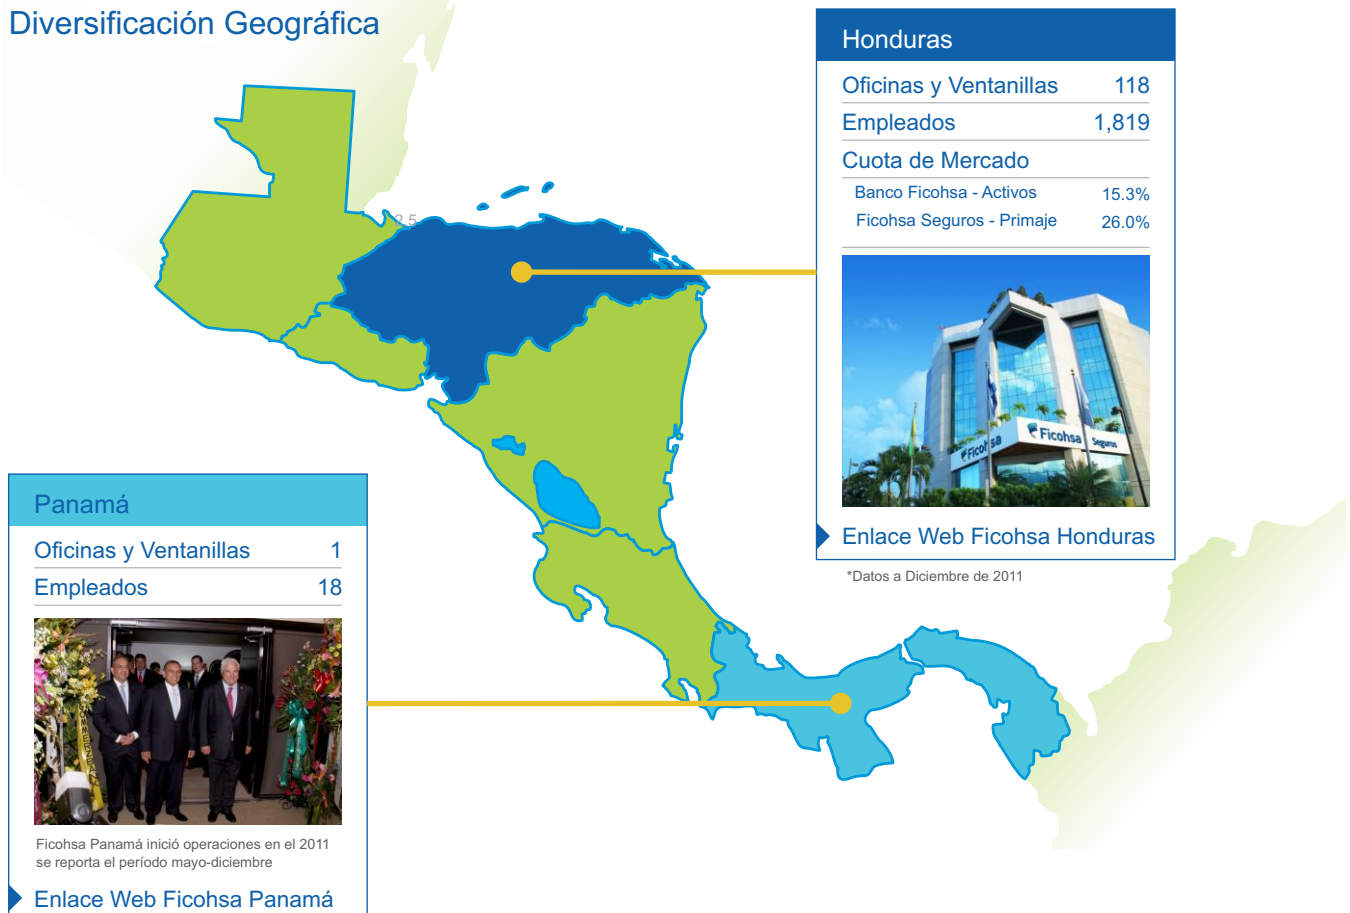 Diversificación Geográfica
Honduras
Oficinas y Ventanillas 118
Empleados 1,819
Cuota de Mercado
Banco Ficohsa - Activos 15.3%
Ficohsa Seguros - Primaje 26.0%
2.5
Ficohsa
Ficohsa
Seguros
Enlace Web Ficohsa Honduras
*Datos a Diciembre de 2011
Panamá
Oficinas y Ventanillas 1
Empleados 18
Ficohsa Panamá inició operaciones en el 2011
se reporta el período mayo-diciembre
Enlace Web Ficohsa Panamá